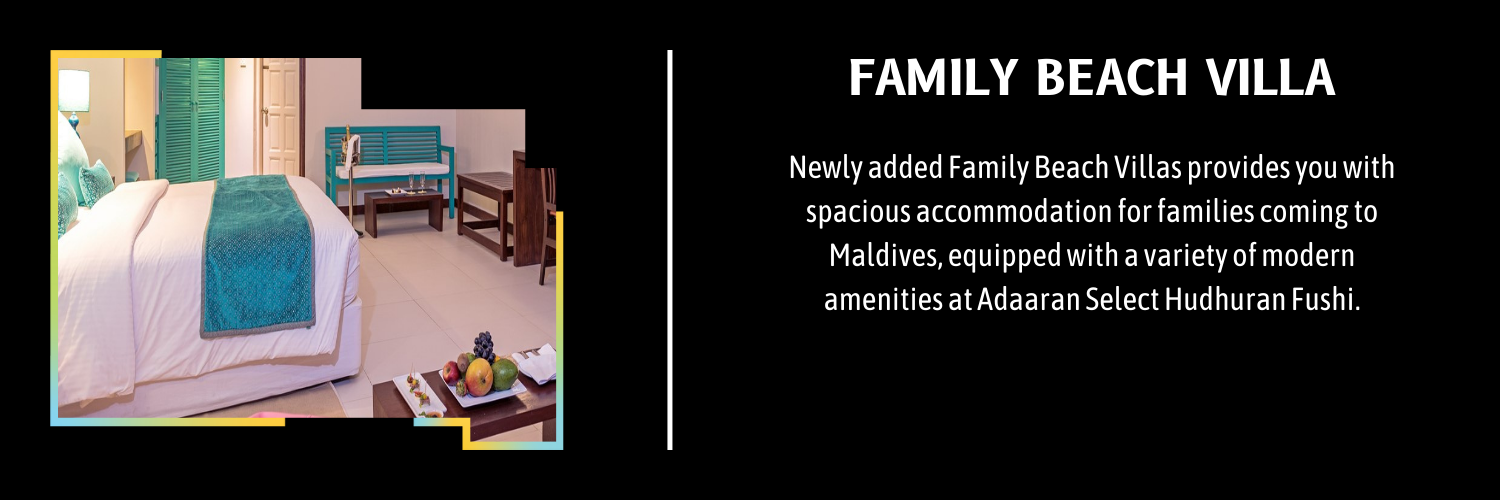 FAMILY BEACH VILLA
Newly added Family Beach Villas provides you with
spacious accommodation for families coming to
Maldives, equipped with a variety of modern
amenities at Adaaran Select Hudhuran Fushi.